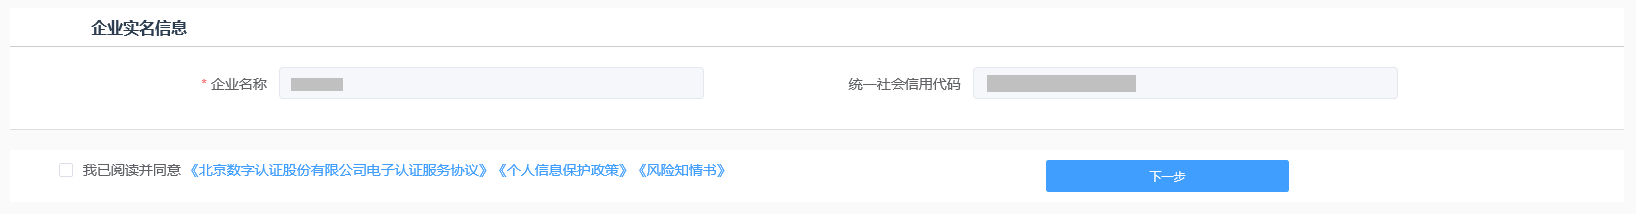 企业实名信息
* 企业名称
统一社会信用代码
我已阅读并同意 《北京数字认证股份有限公司电子认证服务协议》 《个人信息保护政策》 《风险知情书》
下一步